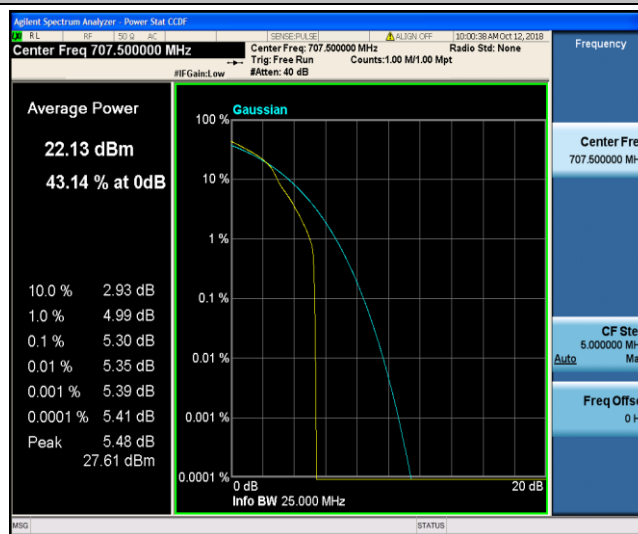 Agilent Spectrum Analyzer - Power Stat CCDF
RL RF 50 Ω AC SENSE:PULSE ALIGN OFF 10:00:38 AM Oct 12, 2018
Center Freq 707.500000 MHz Center Freq: 707.500000 MHz Radio Std: None
Trig: Free Run Counts:1.00 M/1.00 Mpt
#IFGain:Low #Atten: 40 dB
Frequency
Average Power
22.13 dBm
43.14 % at 0dB
10.0 % 2.93 dB
1.0 % 4.99 dB
0.1 % 5.30 dB
0.01 % 5.35 dB
0.001 % 5.39 dB
0.0001 % 5.41 dB
Peak 5.48 dB
27.61 dBm
Gaussian
100 %
10 %
1 %
0.1 %
0.01 %
0.001 %
0.0001 %
0 dB 20 dB
Info BW 25.000 MHz
Center Fre
707.500000 MH
CF Ste
5.000000 MH
Auto Ma
Freq Offse
0 H
MSG STATUS